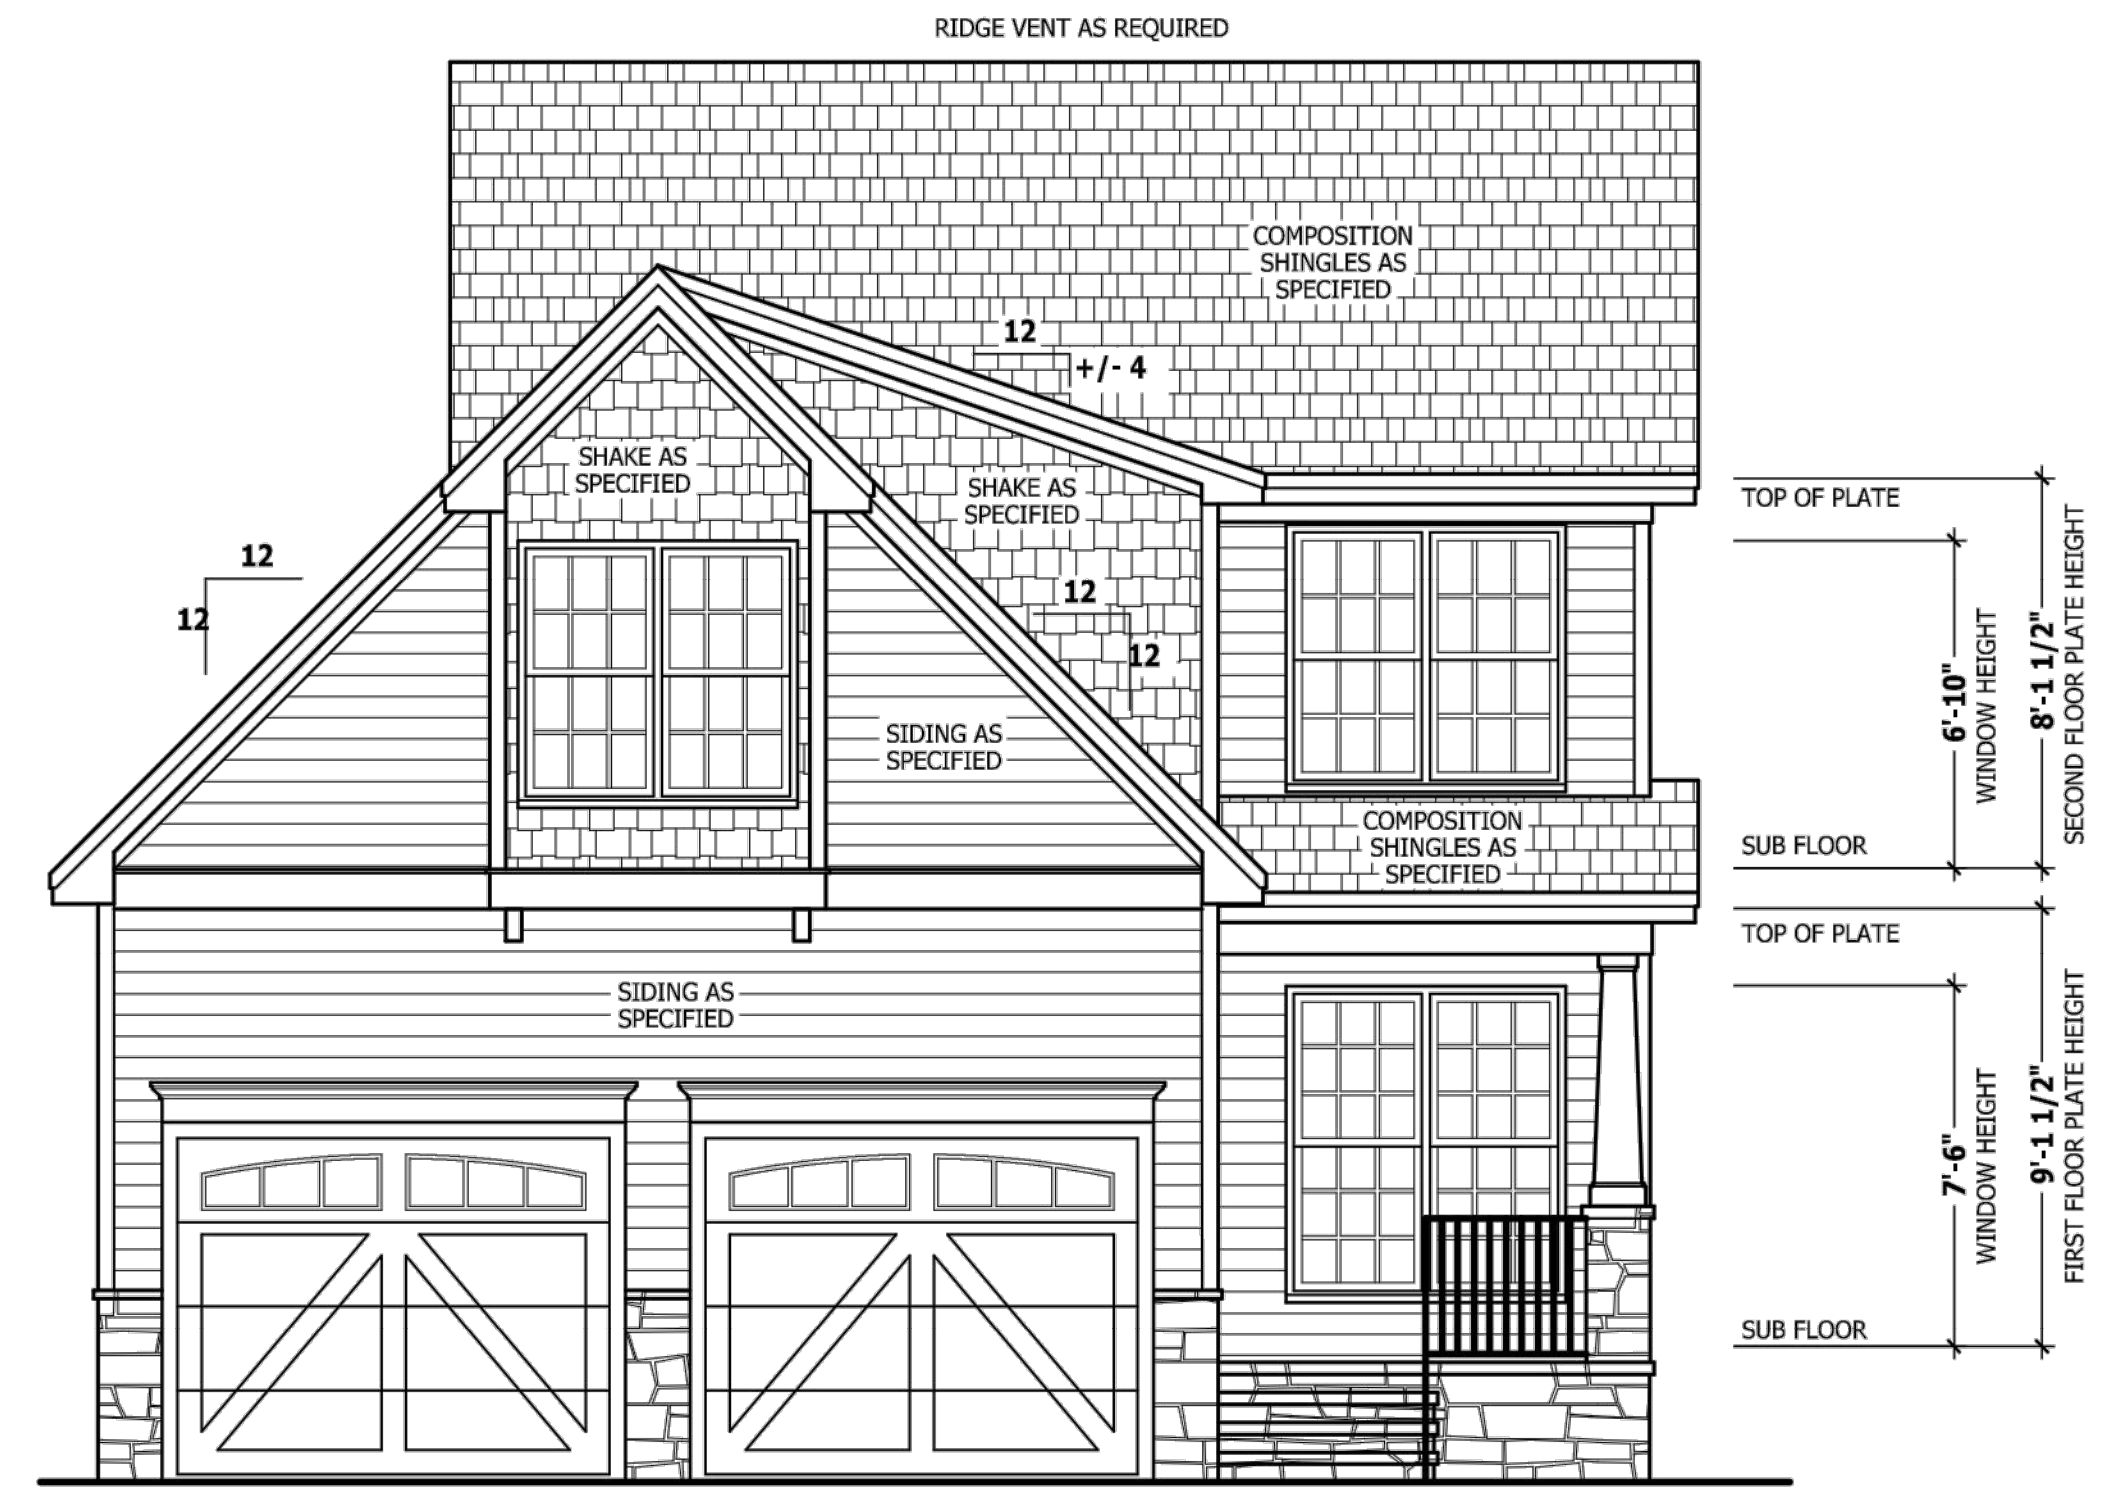 RIDGE VENT AS REQUIRED
COMPOSITION
SHINGLES AS
SPECIFIED
12
+/- 4
SHAKE AS
SPECIFIED
SHAKE AS
SPECIFIED
12
12
12
12
SIDING AS
SPECIFIED
COMPOSITION
SHINGLES AS
SPECIFIED
SIDING AS
SPECIFIED
TOP OF PLATE
6'-10"
WINDOW HEIGHT
8'-1 1/2"
SECOND FLOOR PLATE HEIGHT
SUB FLOOR
TOP OF PLATE
7'-6"
WINDOW HEIGHT
9'-1 1/2"
FIRST FLOOR PLATE HEIGHT
SUB FLOOR